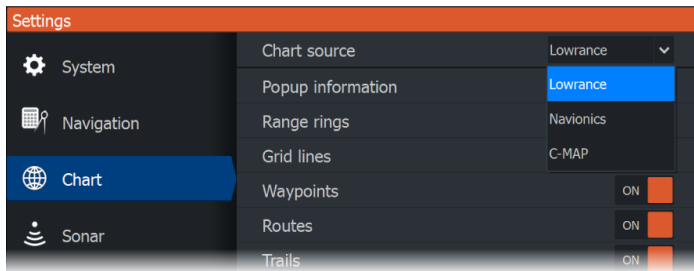 Settings
System
Navigation
Chart
Sonar
Chart source Lowrance
Popup information Lowrance
Range rings Navionics
Grid lines C-MAP
Waypoints ON
Routes ON
Trails ON